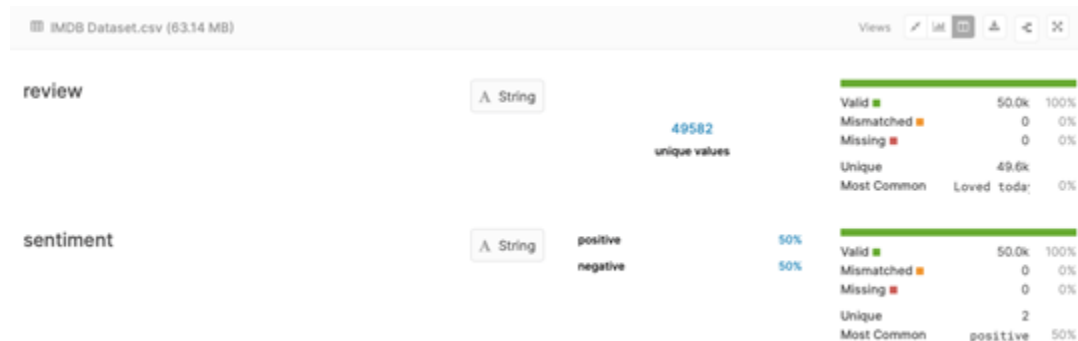 IMDB Dataset.csv (63.14 MB)
Views
review
A String
49582
unique values
Valid 50.0k 100%
Mismatched 0 0%
Missing 0 0%
Unique 49.6k
Most Common Loved toda 0%
sentiment
A String
positive 50%
negative 50%
Valid 50.0k 100%
Mismatched 0 0%
Missing 0 0%
Unique 2
Most Common positive 50%